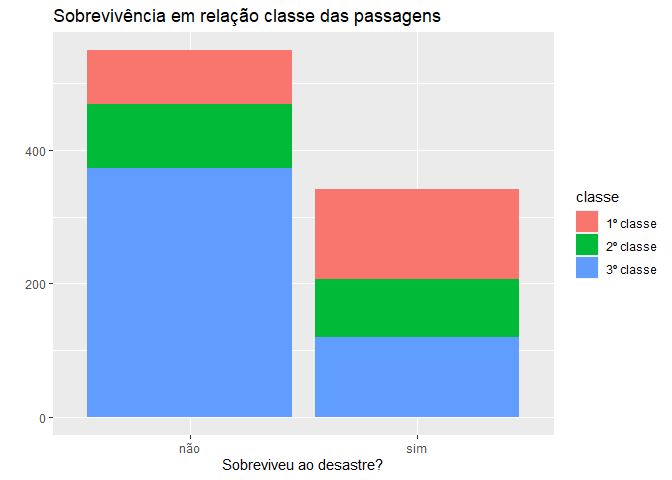 Sobrevivência em relação classe das passagens
400
200
0
não
sim
Sobreviveu ao desastre?
classe
1º classe
2º classe
3º classe